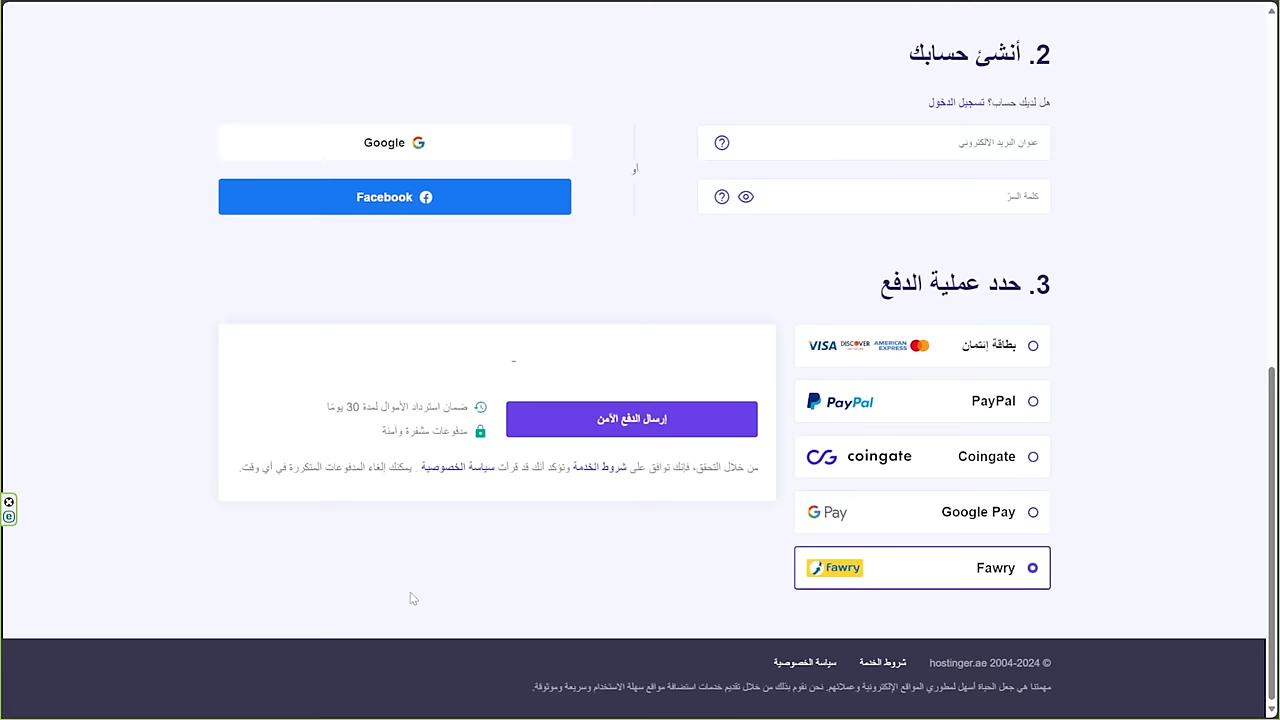 2. أنشئ حسابك
هل لديك حساب؟ تسجيل الدخول
عنوان البريد الالكتروني
كلمة السرّ
أو
Google
Facebook
3. حدد عملية الدفع
بطاقة إئتمان VISA DISCOVER AMERICAN EXPRESS
PayPal PayPal
Coingate coingate
Google Pay G Pay
Fawry fawry
-
إرسال الدفع الآمن
ضمان استرداد الأموال لمدة 30 يومًا
مدفوعات مشفرة وآمنة
من خلال التحقق، فإنك توافق على شروط الخدمة وتؤكد أنك قد قرأت سياسة الخصوصية . يمكنك إلغاء المدفوعات المتكررة في أي وقت.
© 2004-2024 hostinger.ae شروط الخدمة سياسة الخصوصية
مهمتنا هي جعل الحياة أسهل لمطوري المواقع الإلكترونية وعملائهم. نحن نقوم بذلك من خلال تقديم خدمات استضافة مواقع سهلة الاستخدام وسريعة وموثوقة.